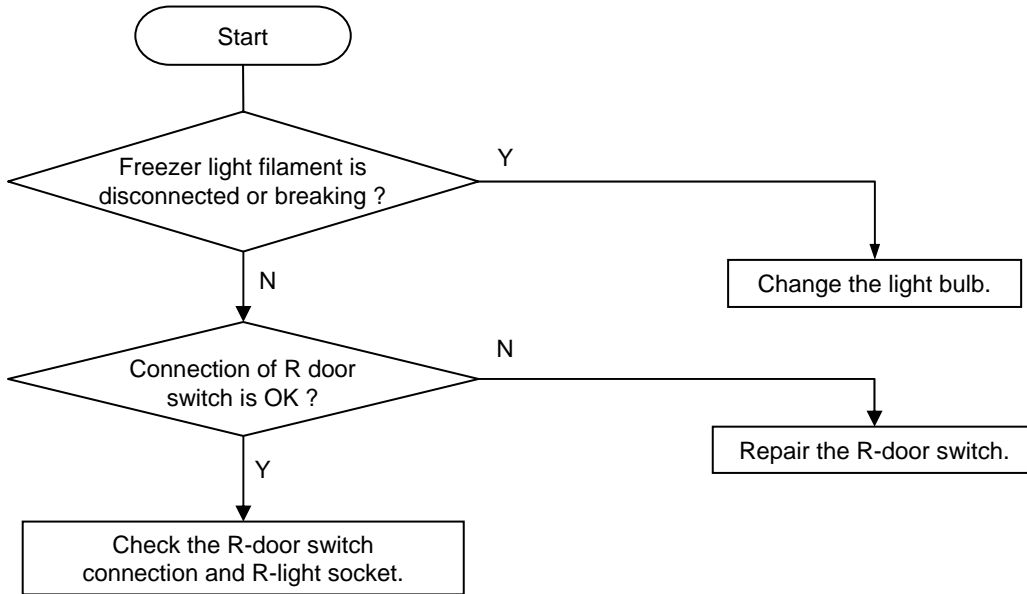 Start
Freezer light filament is
disconnected or breaking ?
Y
N
Change the light bulb.
Connection of R door
switch is OK ?
N
Y
Repair the R-door switch.
Check the R-door switch
connection and R-light socket.